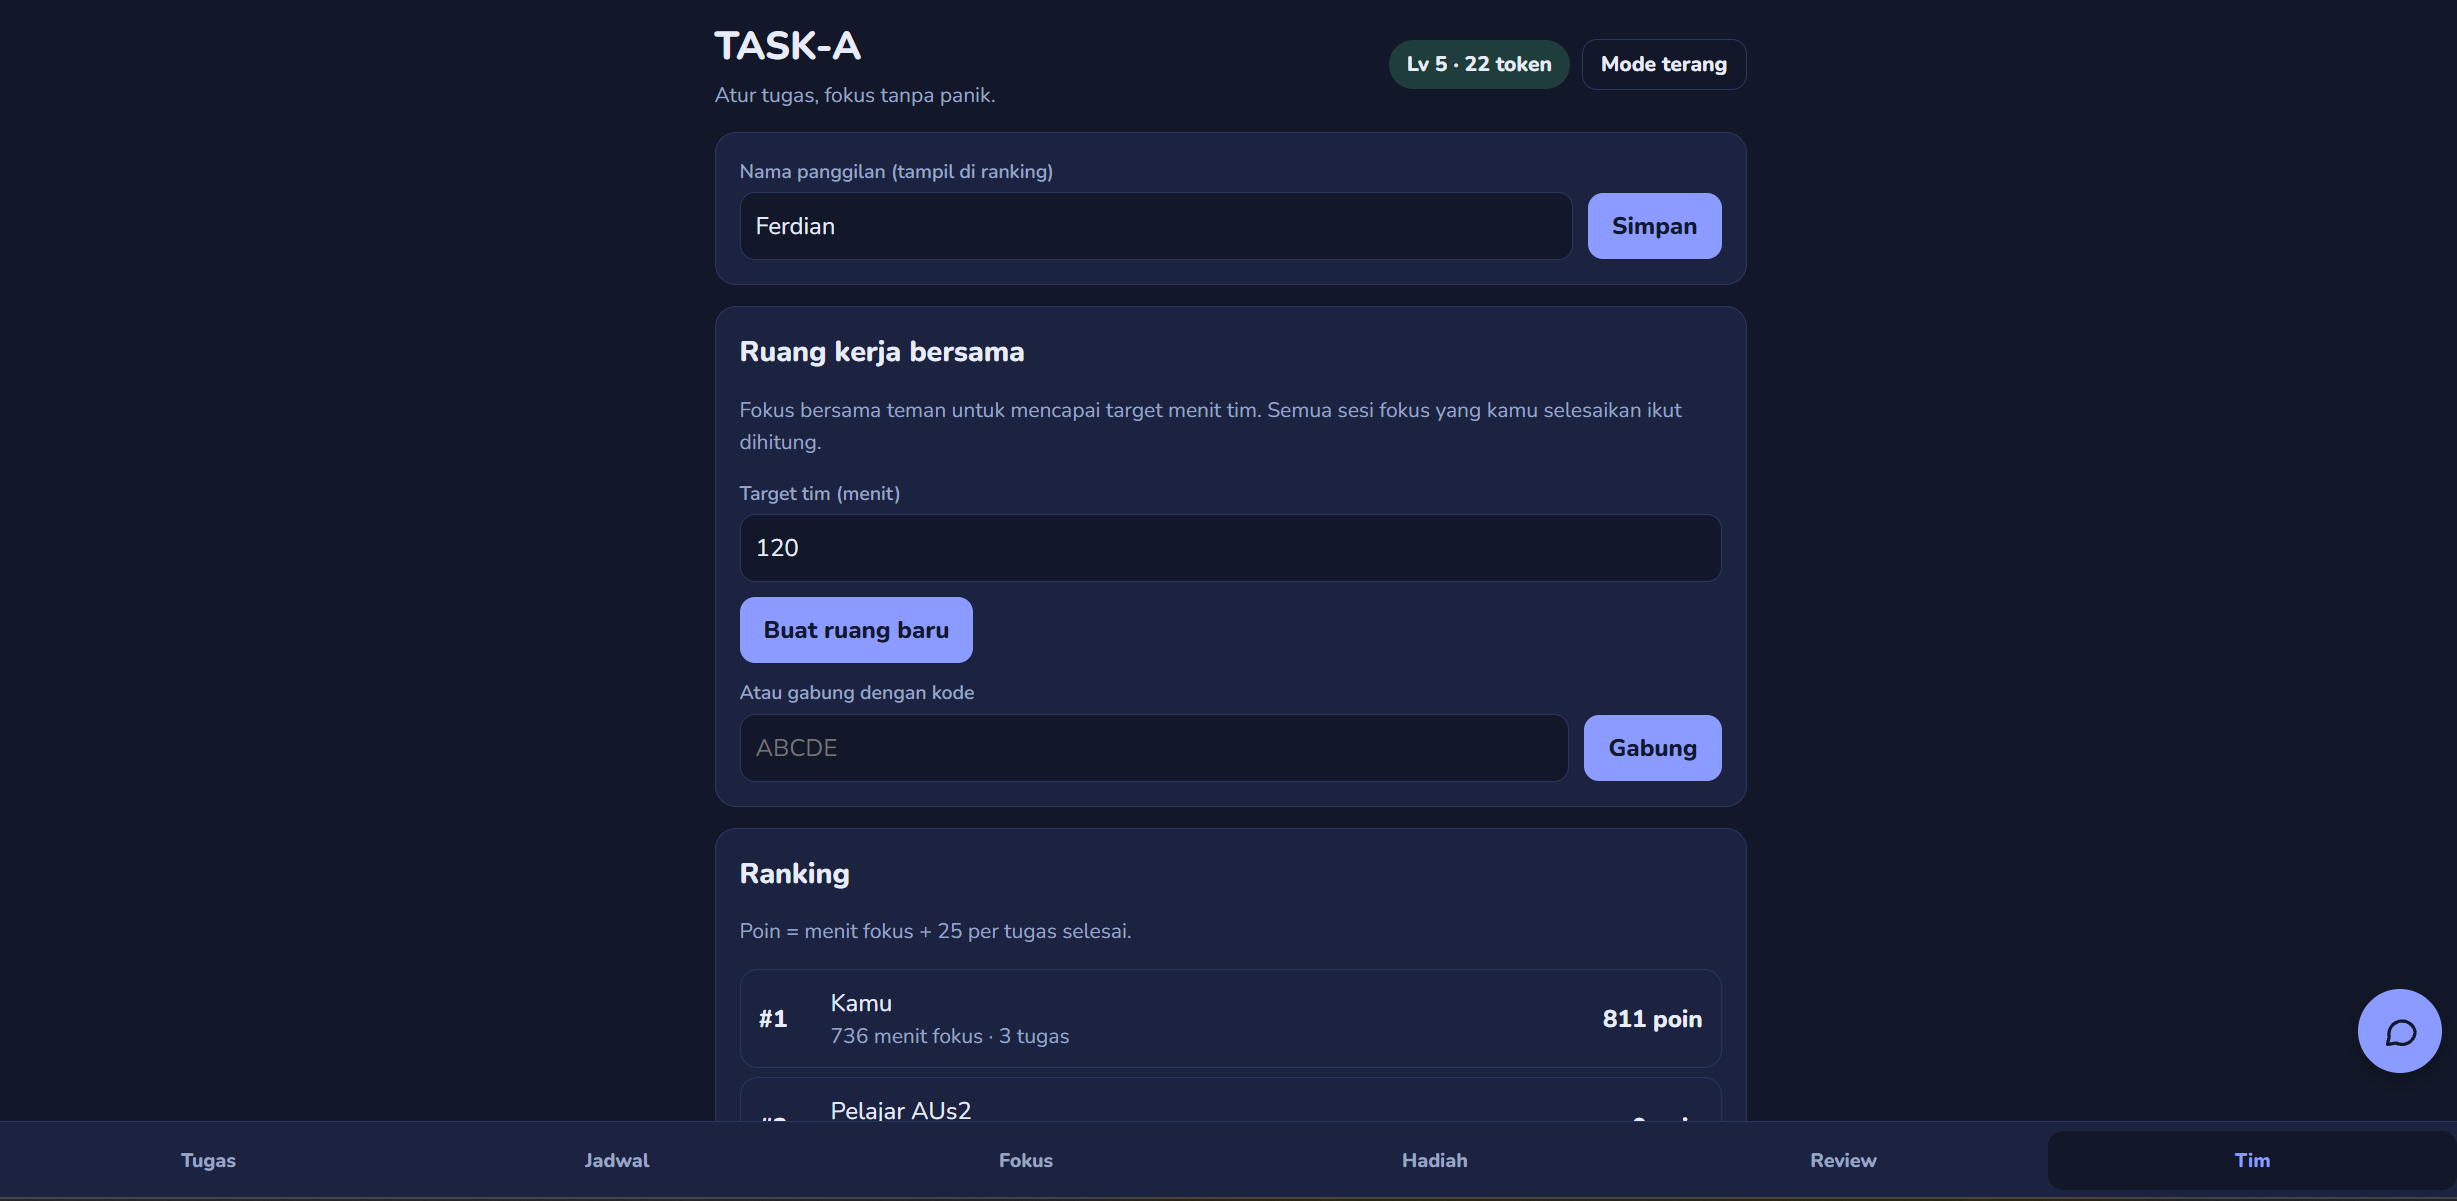 TASK-A
Atur tugas, fokus tanpa panik.
Lv 5 · 22 token
Mode terang
Nama panggilan (tampil di ranking)
Ferdian
Simpan
Ruang kerja bersama
Fokus bersama teman untuk mencapai target menit tim. Semua sesi fokus yang kamu selesaikan ikut
dihitung.
Target tim (menit)
120
Buat ruang baru
Atau gabung dengan kode
ABCDE
Gabung
Ranking
Poin = menit fokus + 25 per tugas selesai.
#1
Kamu
736 menit fokus · 3 tugas
811 poin
Pelajar AUs2
Tugas
Jadwal
Fokus
Hadiah
Review
Tim